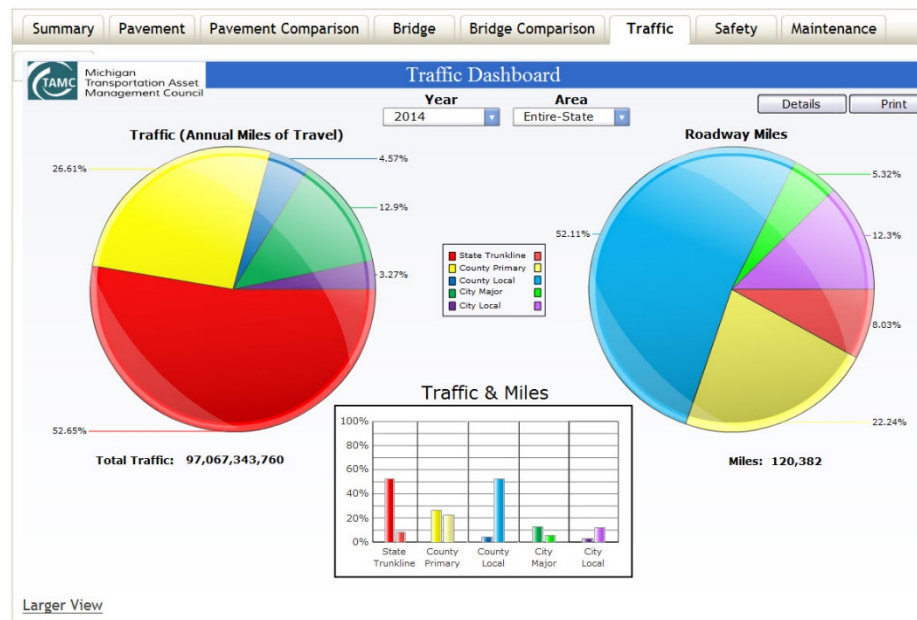 Summary
Pavement
Pavement Comparison
Bridge
Bridge Comparison
Traffic
Safety
Maintenance
TAMC
Michigan
Transportation Asset
Management Council
Traffic Dashboard
Year
2014
Area
Entire-State
Details
Print
Traffic (Annual Miles of Travel)
26.61%
4.57%
12.9%
3.27%
52.65%
Total Traffic: 97,067,343,760
State Trunkline
County Primary
County Local
City Major
City Local
Roadway Miles
52.11%
5.32%
12.3%
8.03%
22.24%
Miles: 120,382
Traffic & Miles
100%
80%
60%
40%
20%
0%
State
Trunkline
County
Primary
County
Local
City
Major
City
Local
Larger View